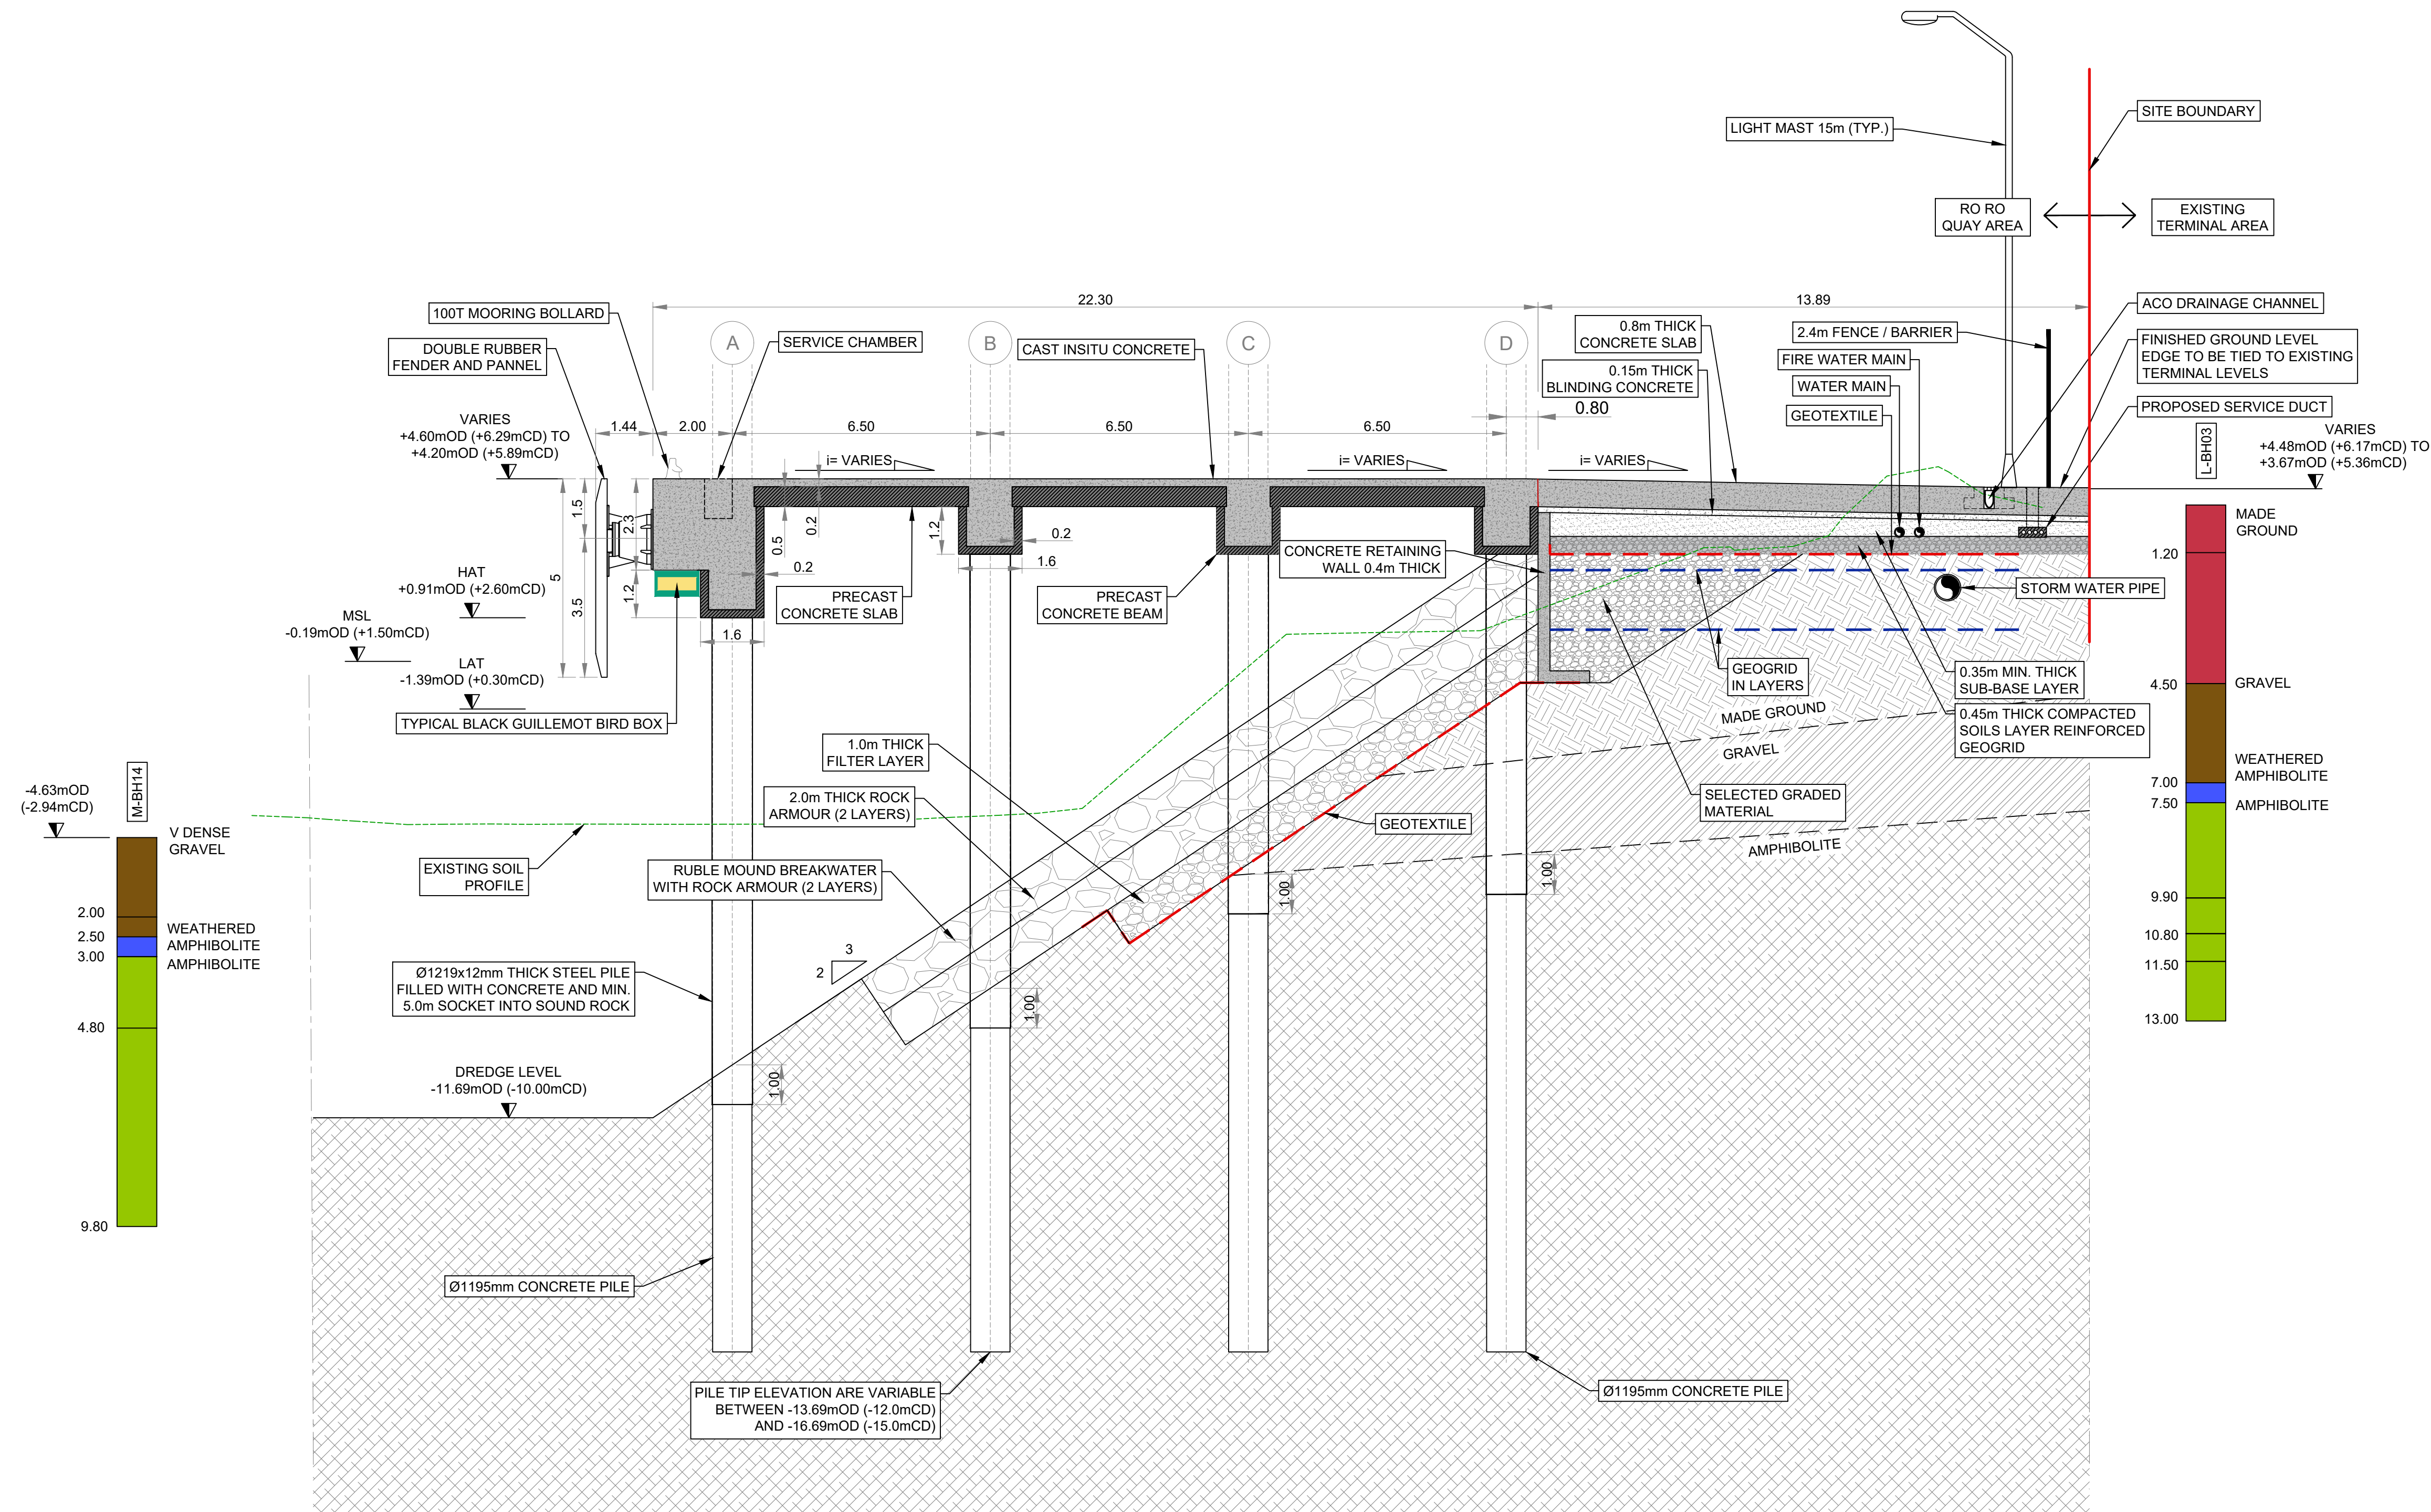 LIGHT MAST 15m (TYP.)
SITE BOUNDARY
RO RO
QUAY AREA
EXISTING
TERMINAL AREA
22.30
13.89
100T MOORING BOLLARD
DOUBLE RUBBER
FENDER AND PANNEL
A
SERVICE CHAMBER
B
CAST INSITU CONCRETE
C
D
0.8m THICK
CONCRETE SLAB
0.15m THICK
BLINDING CONCRETE
2.4m FENCE / BARRIER
FIRE WATER MAIN
WATER MAIN
GEOTEXTILE
ACO DRAINAGE CHANNEL
FINISHED GROUND LEVEL
EDGE TO BE TIED TO EXISTING
TERMINAL LEVELS
PROPOSED SERVICE DUCT
0.80
VARIES
+4.60mOD (+6.29mCD) TO
+4.20mOD (+5.89mCD)
1.44
2.00
6.50
6.50
6.50
i= VARIES
i= VARIES
i= VARIES
L-BH03
VARIES
+4.48mOD (+6.17mCD) TO
+3.67mOD (+5.36mCD)
1.5
2.3
0.5
0.2
1.2
0.2
1.6
5
3.5
1.2
0.2
1.6
HAT
+0.91mOD (+2.60mCD)
MSL
-0.19mOD (+1.50mCD)
LAT
-1.39mOD (+0.30mCD)
TYPICAL BLACK GUILLEMOT BIRD BOX
PRECAST
CONCRETE SLAB
PRECAST
CONCRETE BEAM
CONCRETE RETAINING
WALL 0.4m THICK
STORM WATER PIPE
GEOGRID
IN LAYERS
0.35m MIN. THICK
SUB-BASE LAYER
0.45m THICK COMPACTED
SOILS LAYER REINFORCED
GEOGRID
MADE GROUND
GRAVEL
AMPHIBOLITE
SELECTED GRADED
MATERIAL
GEOTEXTILE
MADE
GROUND
1.20
GRAVEL
4.50
WEATHERED
AMPHIBOLITE
7.00
7.50
AMPHIBOLITE
9.90
10.80
11.50
13.00
1.0m THICK
FILTER LAYER
2.0m THICK ROCK
ARMOUR (2 LAYERS)
RUBLE MOUND BREAKWATER
WITH ROCK ARMOUR (2 LAYERS)
EXISTING SOIL
PROFILE
-4.63mOD
(-2.94mCD)
M-BH14
V DENSE
GRAVEL
2.00
WEATHERED
2.50
AMPHIBOLITE
3.00
AMPHIBOLITE
4.80
9.80
3
2
1.00
1.00
1.00
1.00
Ø1219x12mm THICK STEEL PILE
FILLED WITH CONCRETE AND MIN.
5.0m SOCKET INTO SOUND ROCK
DREDGE LEVEL
-11.69mOD (-10.00mCD)
Ø1195mm CONCRETE PILE
PILE TIP ELEVATION ARE VARIABLE
BETWEEN -13.69mOD (-12.0mCD)
AND -16.69mOD (-15.0mCD)
Ø1195mm CONCRETE PILE